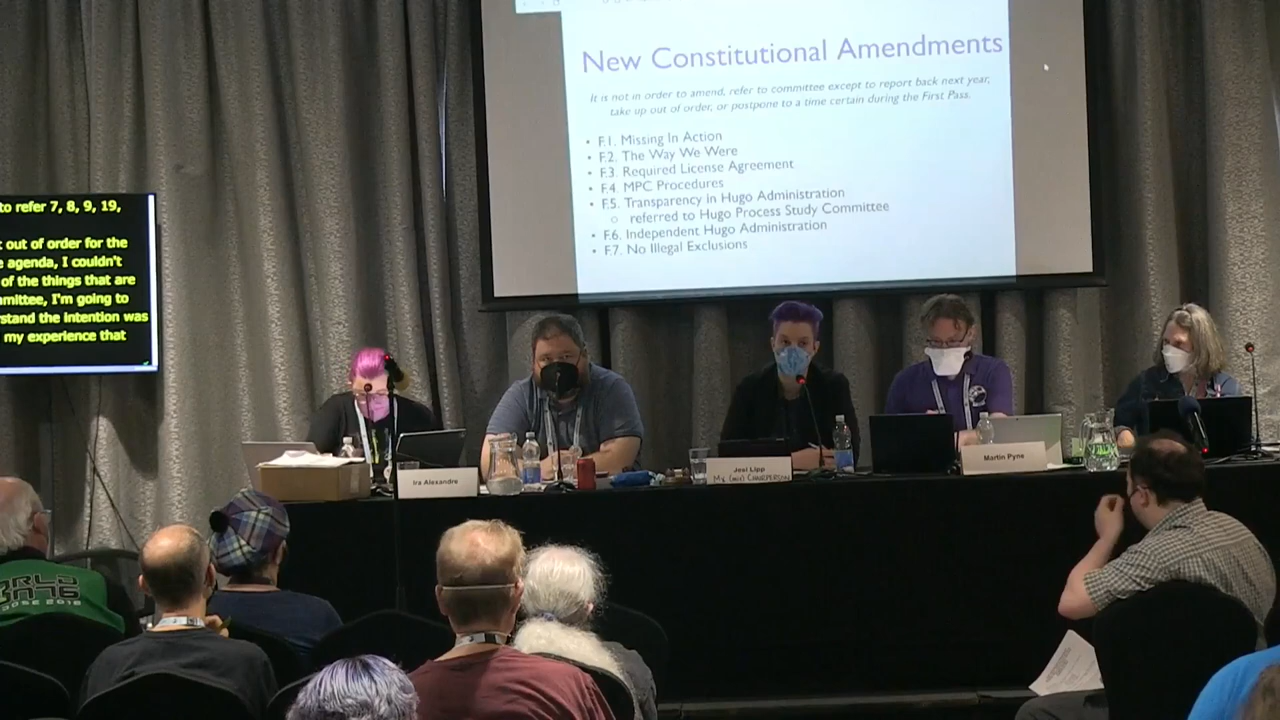 New Constitutional Amendments
It is not in order to amend, refer to committee except to report back next year,
take up out of order, or postpone to a time certain during the First Pass.
• F.1. Missing In Action
• F.2. The Way We Were
• F.3. Required License Agreement
• F.4. MPC Procedures
• F.5. Transparency in Hugo Administration
○ referred to Hugo Process Study Committee
• F.6. Independent Hugo Administration
• F.7. No Illegal Exclusions
to refer 7, 8, 9, 19,
out of order for the
agenda, I couldn't
of the things that are
mmittee, I'm going to
rstand the intention was
my experience that
Ira Alexandre
Jesi Lipp
CHAIRPERSON
Martin Pyne
2018